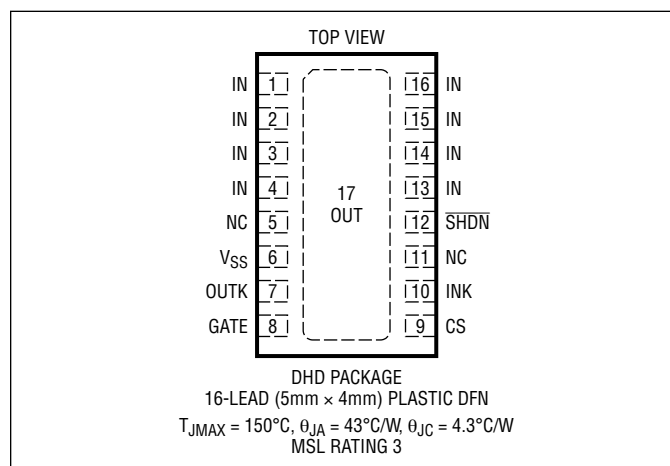 TOP VIEW
IN 1 16 IN
IN 2 15 IN
IN 3 14 IN
IN 4 13 IN
17
OUT
NC 5 12 S̅H̅D̅N̅
VSS 6 11 NC
OUTK 7 10 INK
GATE 8 9 CS
DHD PACKAGE
16-LEAD (5mm × 4mm) PLASTIC DFN
TJMAX = 150°C, θJA = 43°C/W, θJC = 4.3°C/W
MSL RATING 3